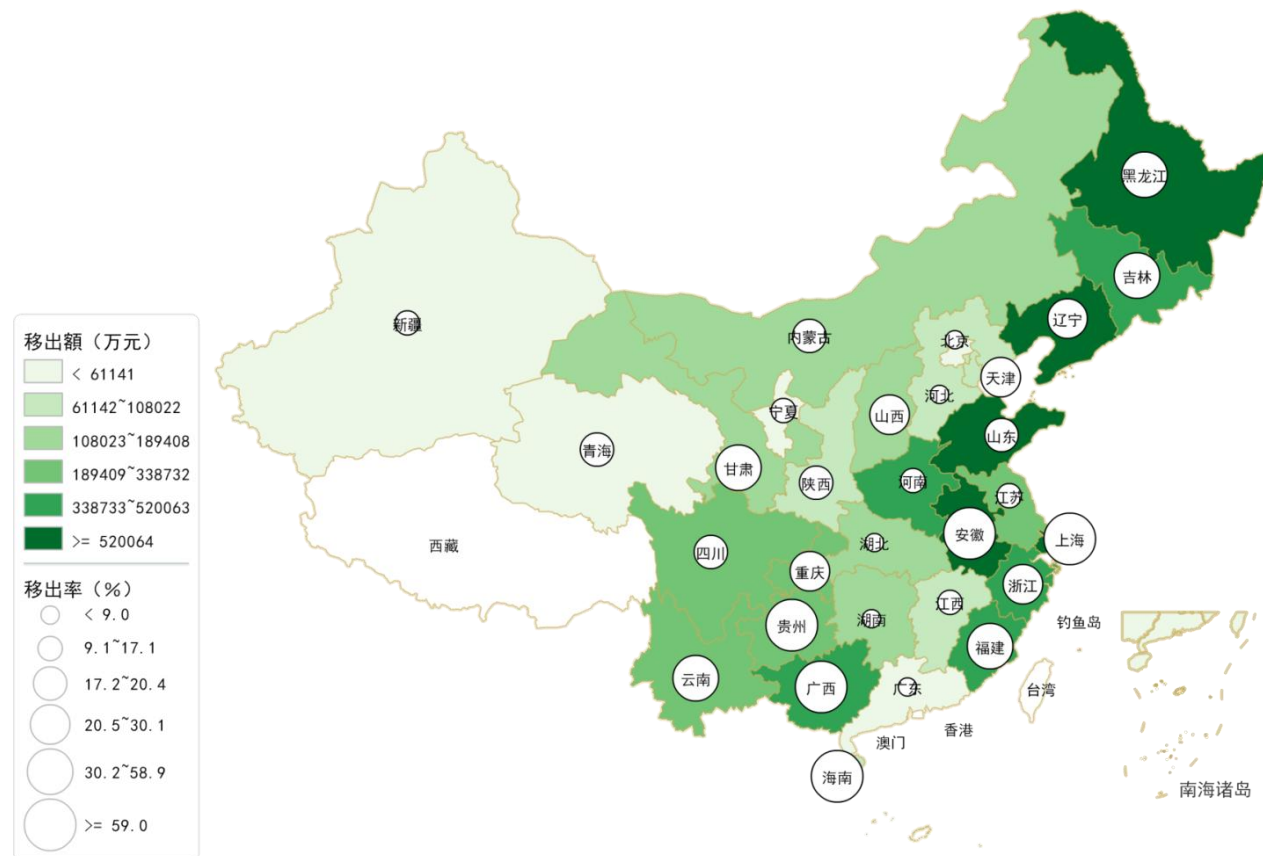 黑龙江
吉林
辽宁
新疆
内蒙古
北京
天津
河北
宁夏
山西
山东
青海
甘肃
陕西
河南
江苏
西藏
四川
湖北
安徽
上海
重庆
浙江
江西
贵州
湖南
钓鱼岛
福建
云南
广西
广东
台湾
香港
澳门
海南
南海诸岛
移出額（万元）
< 61141
61142~108022
108023~189408
189409~338732
338733~520063
>= 520064
移出率（%）
< 9.0
9.1~17.1
17.2~20.4
20.5~30.1
30.2~58.9
>= 59.0